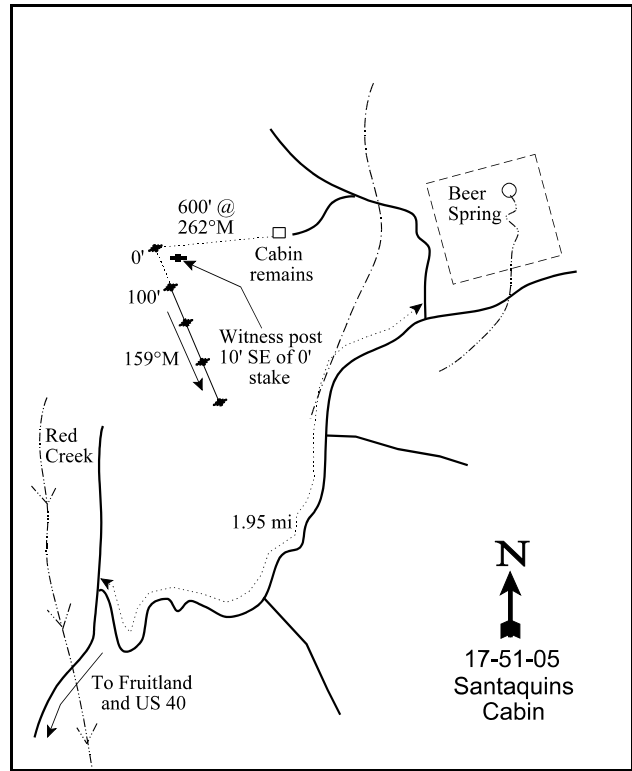 Beer
Spring
600' @
262°M
0'
Cabin
remains
100'
Witness post
10' SE of 0'
stake
159°M
Red
Creek
1.95 mi
N
17-51-05
Santaquins
Cabin
To Fruitland
and US 40